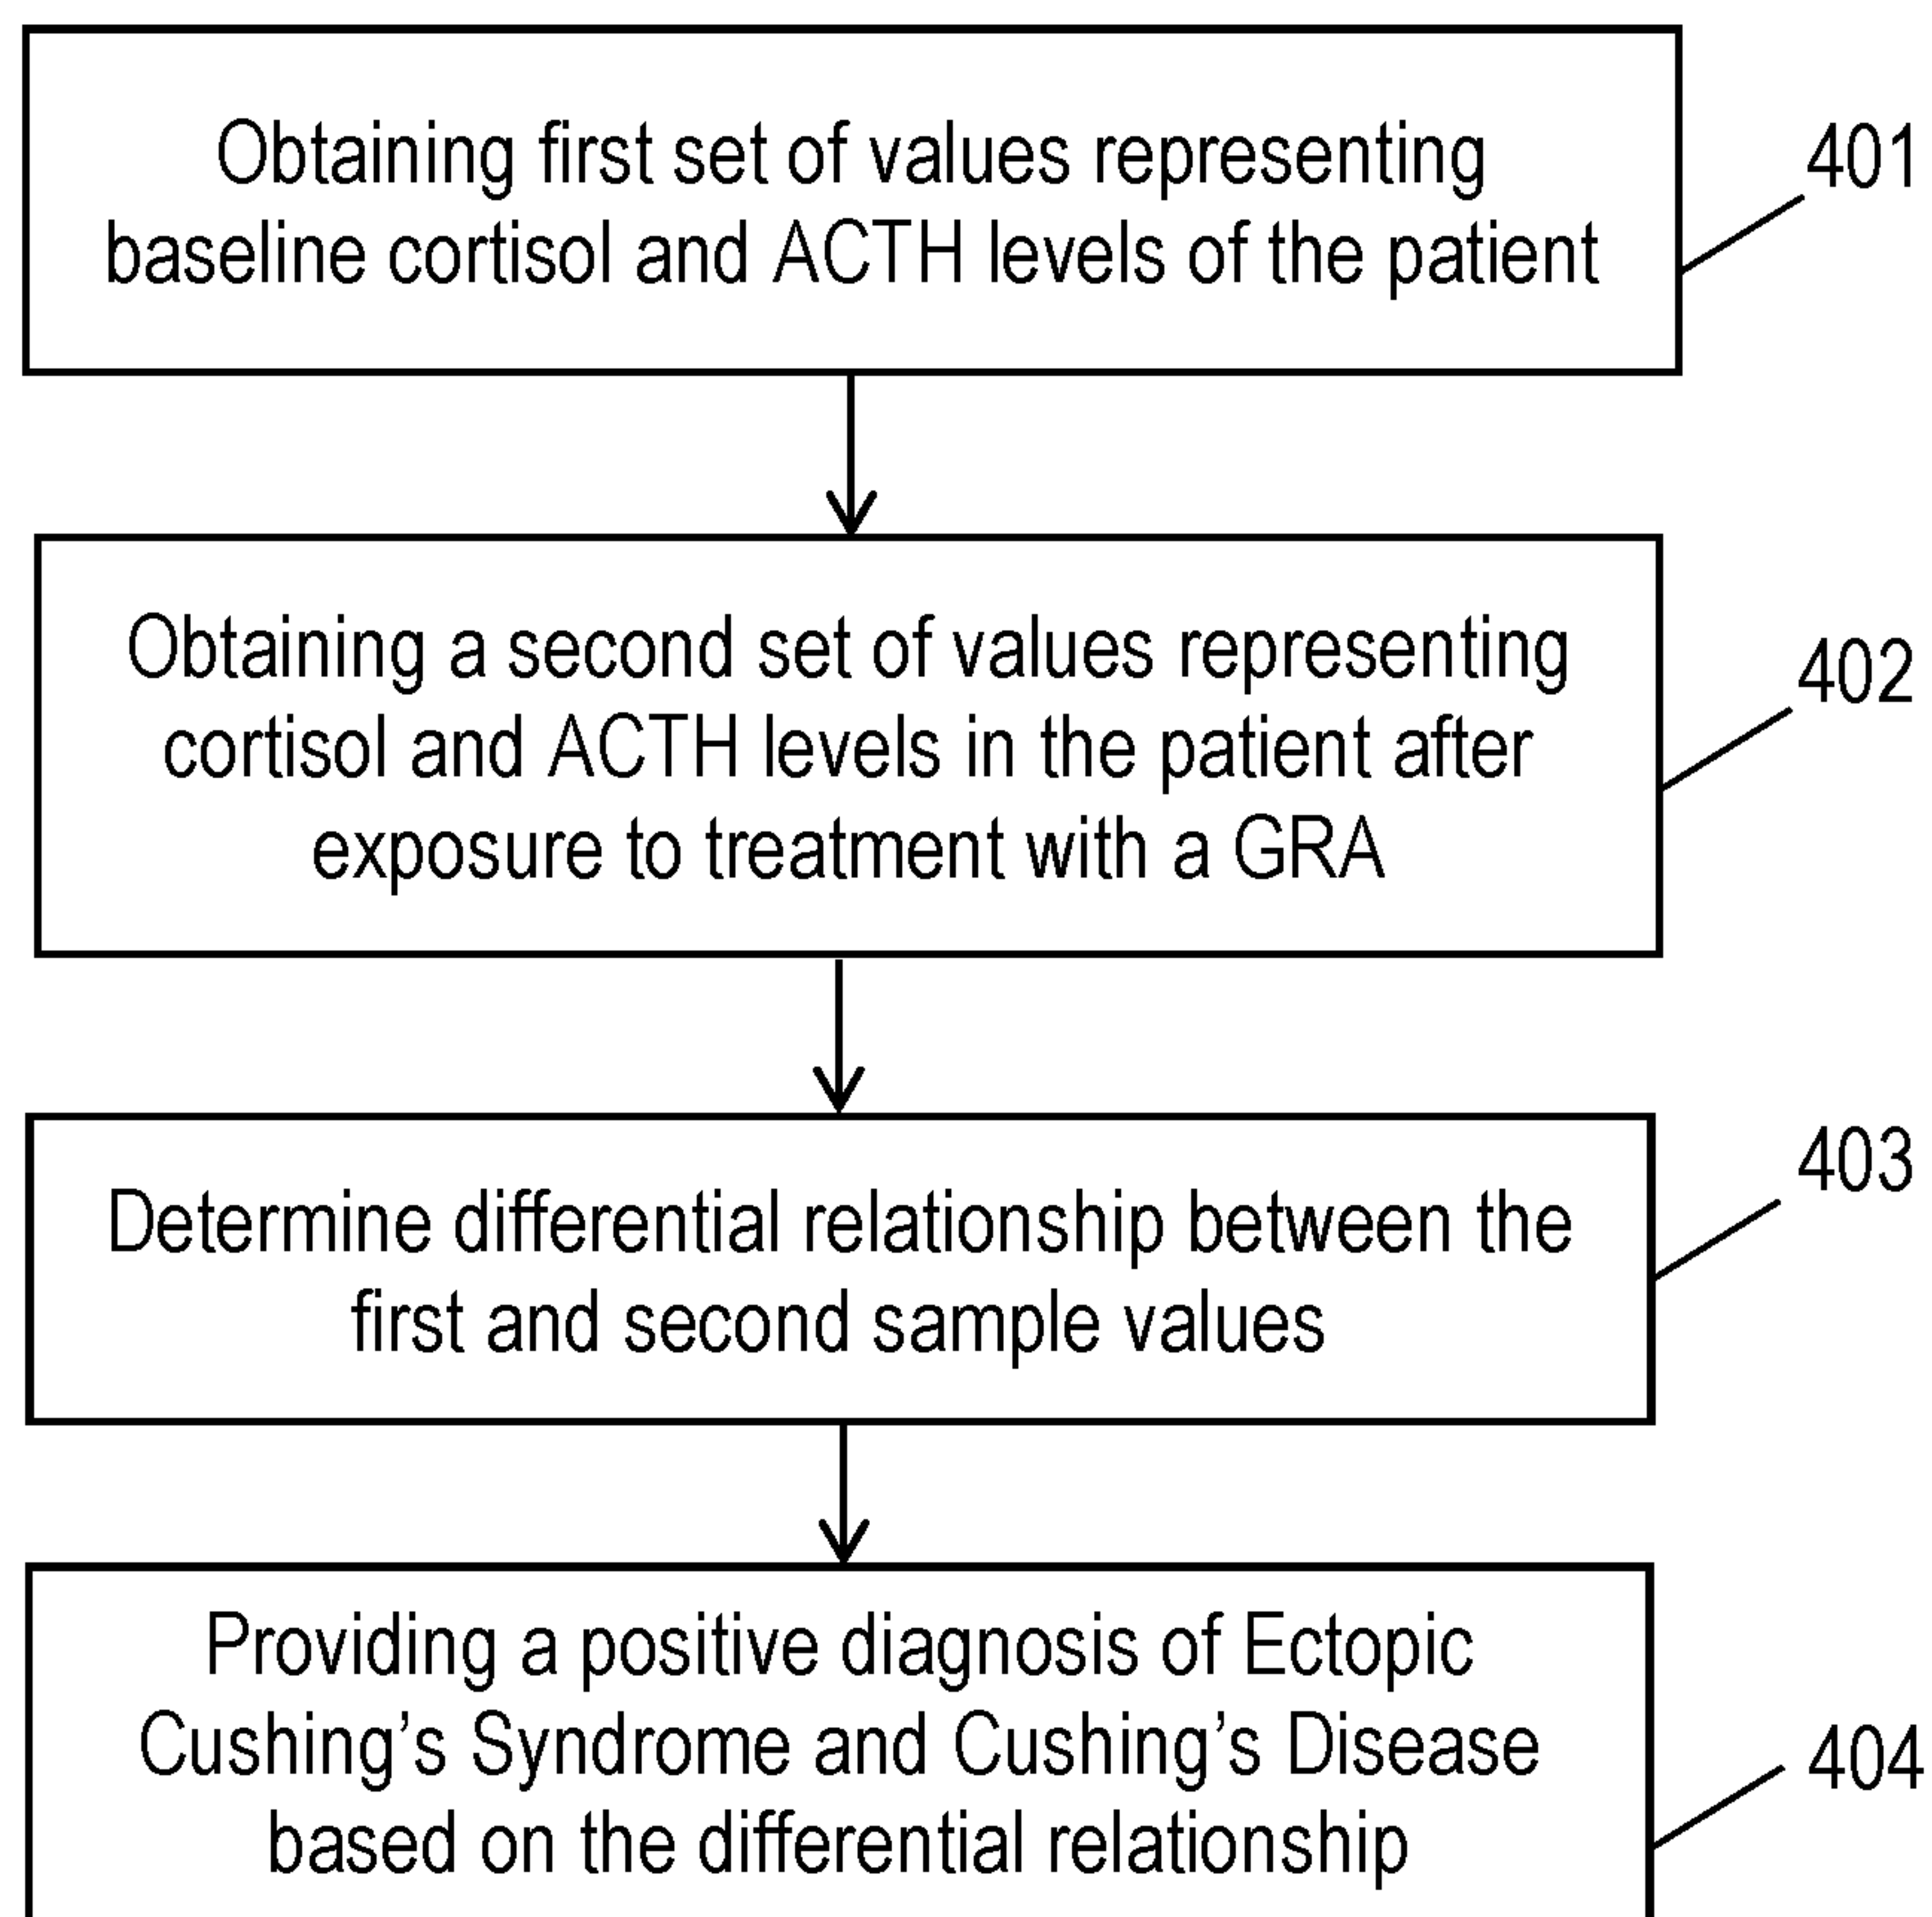 Obtaining first set of values representing
baseline cortisol and ACTH levels of the patient
401
Obtaining a second set of values representing
cortisol and ACTH levels in the patient after
exposure to treatment with a GRA
402
Determine differential relationship between the
first and second sample values
403
Providing a positive diagnosis of Ectopic
Cushing’s Syndrome and Cushing’s Disease
based on the differential relationship
404